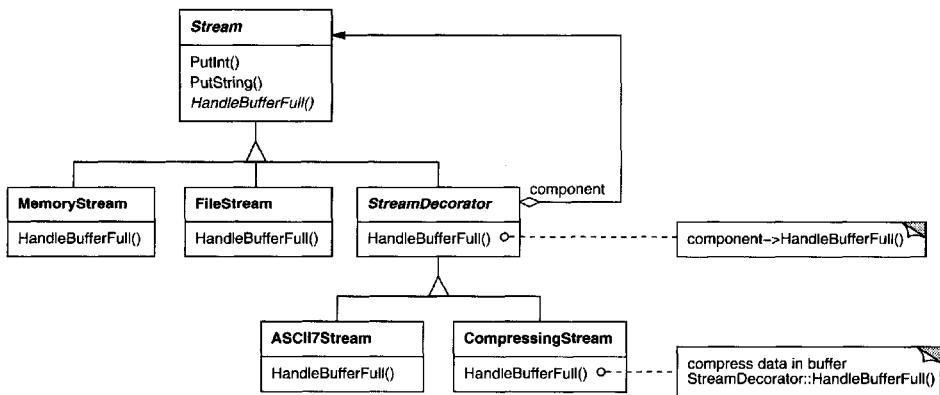 Stream
PutInt()
PutString()
HandleBufferFull()
MemoryStream
HandleBufferFull()
FileStream
HandleBufferFull()
StreamDecorator
HandleBufferFull()
component
component–>HandleBufferFull()
ASCII7Stream
HandleBufferFull()
CompressingStream
HandleBufferFull()
compress data in buffer
StreamDecorator::HandleBufferFull()